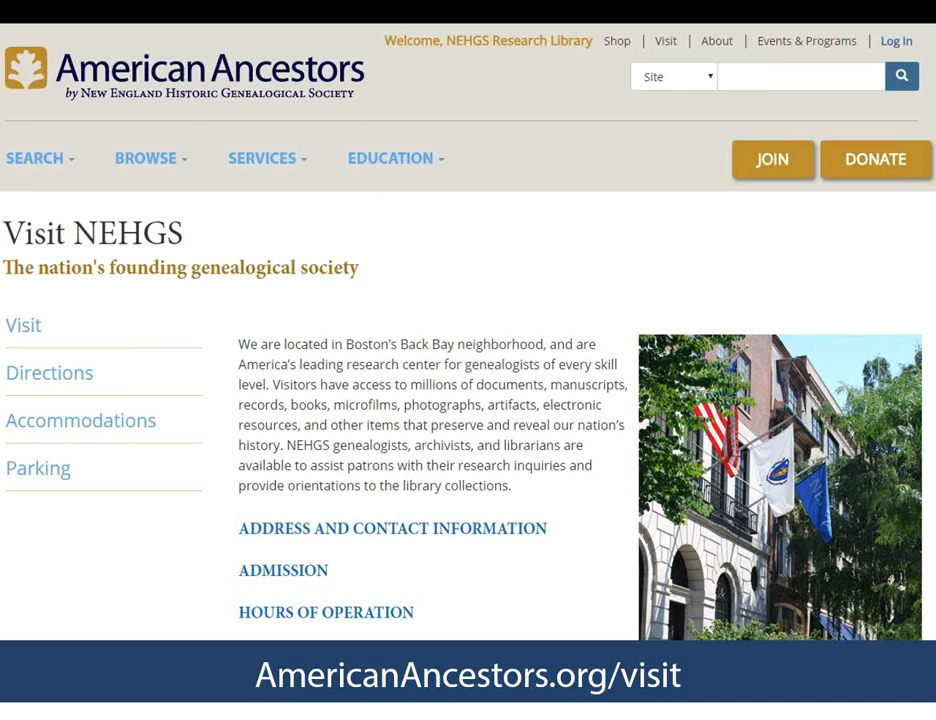 Welcome, NEHGS Research Library Shop | Visit | About | Events & Programs | Log In
American Ancestors
by NEW ENGLAND HISTORIC GENEALOGICAL SOCIETY
Site
SEARCH BROWSE SERVICES EDUCATION
JOIN DONATE
Visit NEHGS
The nation's founding genealogical society
Visit
Directions
Accommodations
Parking
We are located in Boston's Back Bay neighborhood, and are
America's leading research center for genealogists of every skill
level. Visitors have access to millions of documents, manuscripts,
records, books, microfilms, photographs, artifacts, electronic
resources, and other items that preserve and reveal our nation's
history. NEHGS genealogists, archivists, and librarians are
available to assist patrons with their research inquiries and
provide orientations to the library collections.
ADDRESS AND CONTACT INFORMATION
ADMISSION
HOURS OF OPERATION
AmericanAncestors.org/visit